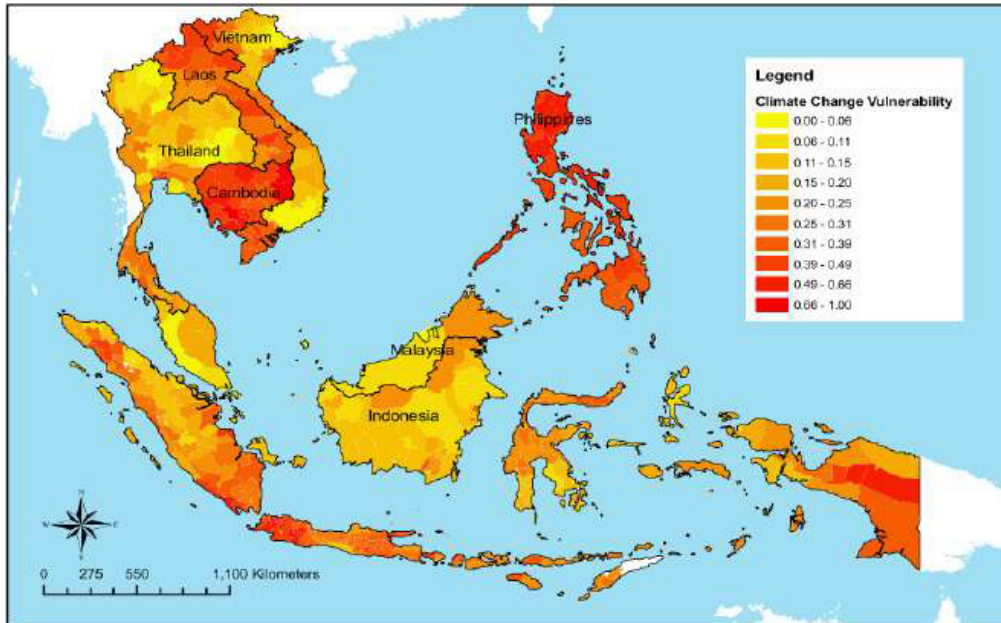 Vietnam
Laos
Thailand
Cambodia
Philippines
Malaysia
Indonesia
Legend
Climate Change Vulnerability
0.00 - 0.06
0.06 - 0.11
0.11 - 0.15
0.15 - 0.20
0.20 - 0.25
0.25 - 0.31
0.31 - 0.39
0.39 - 0.49
0.49 - 0.66
0.66 - 1.00
N
W E
S
0 275 550 1,100 Kilometers